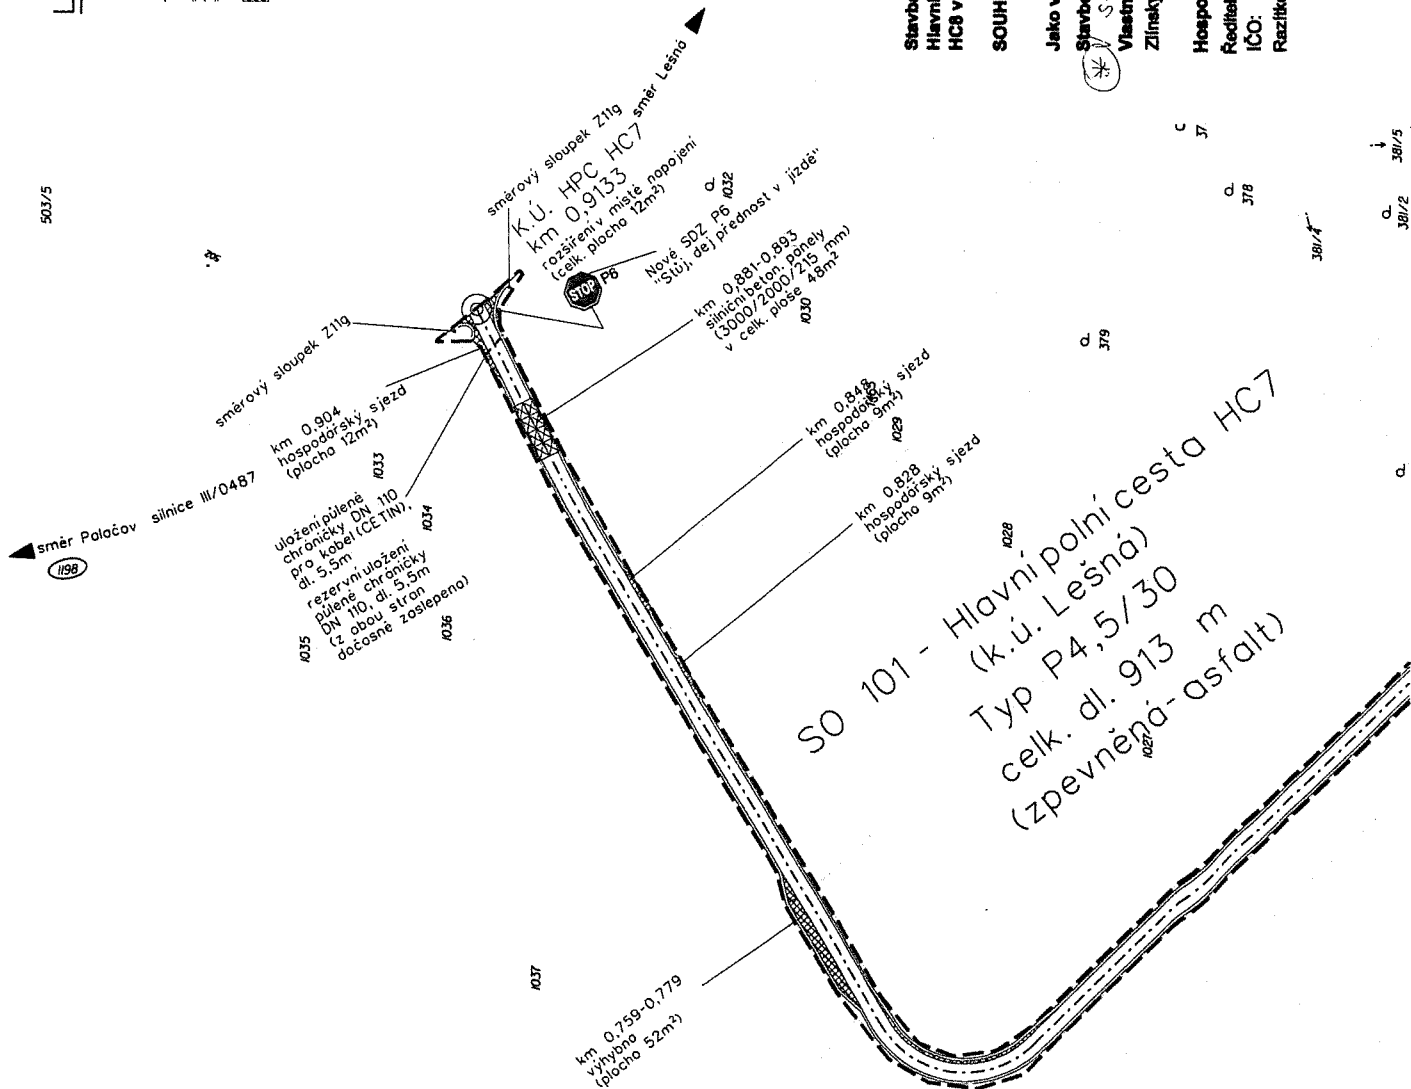 Hlavní
HC8 v
SOUH
Jako v
Vlastn
Zlínský
Hospo
Ředitel
IČO:
Razítko
503/5
směr Lešná
směrový sloupek Z11g
K.Ú. HPC HC7
km 0,9133
rozšíření v místě napojení
(celk. plocha 12m²)
STOP
P6
Nové SDZ P6
"Stůj, dej přednost v jízdě"
1032
km 0,881-0,893
silniční beton. panely
(3000/2000/215 mm)
v celk. ploše 48m²
1030
37
378
381/5
381/2
381/4
379
směrový sloupek Z11g
km 0,904
hospodářský sjezd
(plocha 12m²)
1033
směr Palačov silnice III/0487
1198
uložení půlené
chráničky DN 110
pro kabel (CETIN),
dl. 5,5m
1034
rezervní uložení
půlené chráničky
DN 110, dl. 5,5m
(z obou stran
dočasně zaslepeno)
1035
1036
km 0,848
hospodářský sjezd
(plocha 9m²)
1029
km 0,828
hospodářský sjezd
(plocha 9m²)
1028
SO 101 - Hlavní polní cesta HC7
(k.ú. Lešná)
Typ P4,5/30
celk. dl. 913 m
(zpevněná-asfalt)
1027
1037
km 0,759-0,779
výhybna
(plocha 52m²)